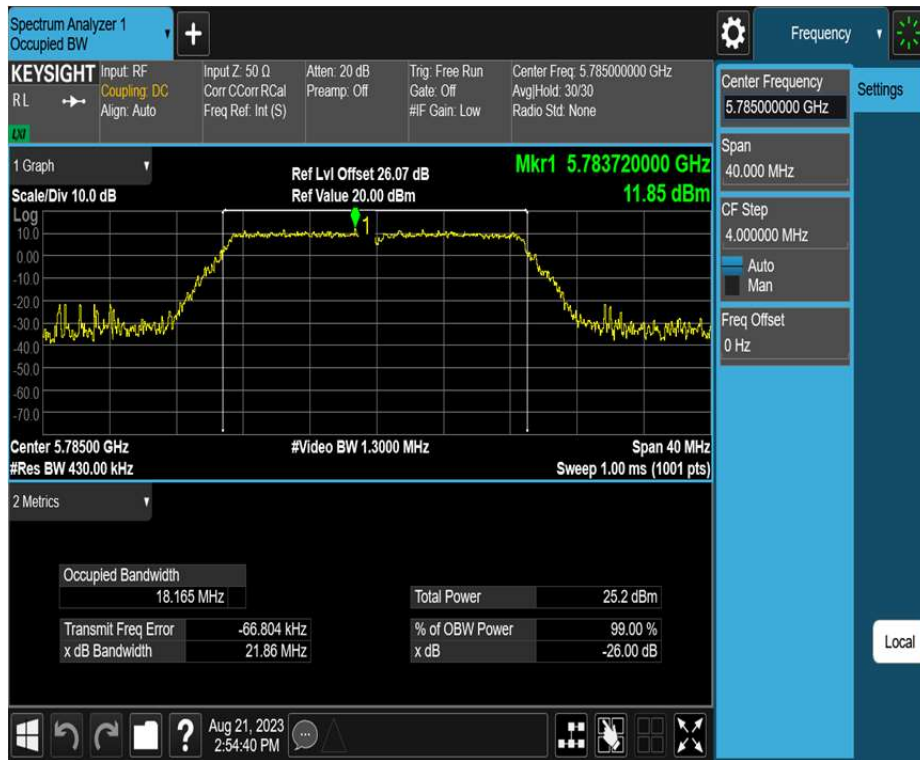 Spectrum Analyzer 1
Occupied BW
+
Frequency
KEYSIGHT
RL
LXI
Input: RF
Coupling: DC
Align: Auto
Input Z: 50 Ω
Corr CCorr RCal
Freq Ref: Int (S)
Atten: 20 dB
Preamp: Off
Trig: Free Run
Gate: Off
#IF Gain: Low
Center Freq: 5.785000000 GHz
Avg|Hold: 30/30
Radio Std: None
Center Frequency
5.785000000 GHz
Settings
Span
40.000 MHz
CF Step
4.000000 MHz
Auto
Man
Freq Offset
0 Hz
1 Graph
Scale/Div 10.0 dB
Ref Lvl Offset 26.07 dB
Ref Value 20.00 dBm
Mkr1 5.783720000 GHz
11.85 dBm
Log
10.0
0.00
-10.0
-20.0
-30.0
-40.0
-50.0
-60.0
-70.0
1
Center 5.78500 GHz
#Res BW 430.00 kHz
#Video BW 1.3000 MHz
Span 40 MHz
Sweep 1.00 ms (1001 pts)
2 Metrics
Occupied Bandwidth
18.165 MHz
Transmit Freq Error -66.804 kHz
x dB Bandwidth 21.86 MHz
Total Power 25.2 dBm
% of OBW Power 99.00 %
x dB -26.00 dB
Local
?
Aug 21, 2023
2:54:40 PM